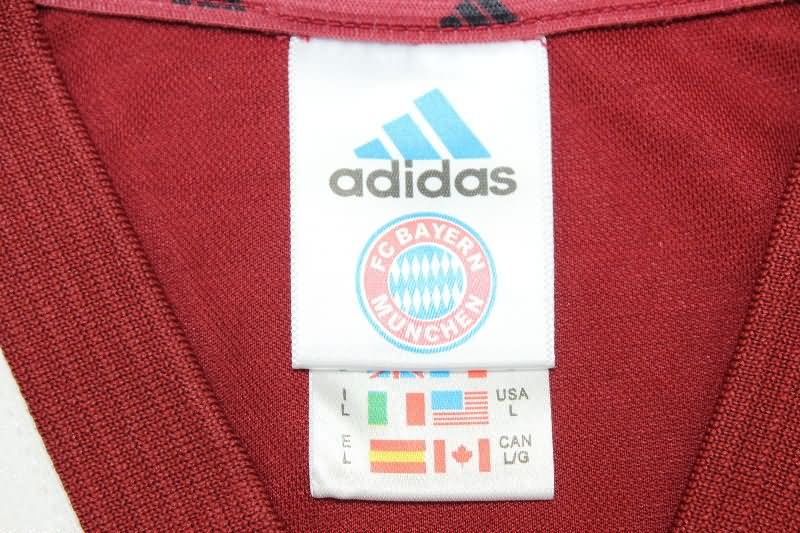 adidas
FC BAYERN
MÜNCHEN
I USA
L L
E CAN
L L/G